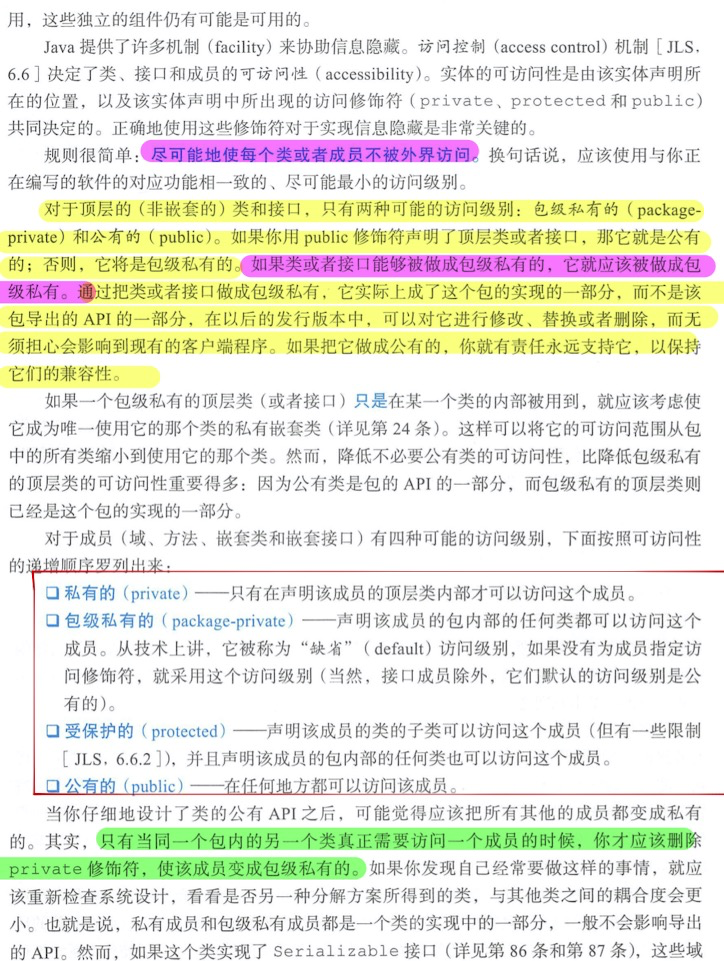 用，这些独立的组件仍有可能是可用的。
Java 提供了许多机制（facility）来协助信息隐藏。访问控制（access control）机制［JLS，
6.6］决定了类、接口和成员的可访问性（accessibility）。实体的可访问性是由该实体声明所
在的位置，以及该实体声明中所出现的访问修饰符（private、protected 和 public）
共同决定的。正确地使用这些修饰符对于实现信息隐藏是非常关键的。
规则很简单：尽可能地使每个类或者成员不被外界访问。换句话说，应该使用与你正
在编写的软件的对应功能相一致的、尽可能最小的访问级别。
对于顶层的（非嵌套的）类和接口，只有两种可能的访问级别：包级私有的（package-
private）和公有的（public）。如果你用 public 修饰符声明了顶层类或者接口，那它就是公有
的；否则，它将是包级私有的。如果类或者接口能够被做成包级私有的，它就应该被做成包
级私有。通过把类或者接口做成包级私有，它实际上成了这个包的实现的一部分，而不是该
包导出的 API 的一部分，在以后的发行版本中，可以对它进行修改、替换或者删除，而无
须担心会影响到现有的客户端程序。如果把它做成公有的，你就有责任永远支持它，以保持
它们的兼容性。
如果一个包级私有的顶层类（或者接口）只是在某一个类的内部被用到，就应该考虑使
它成为唯一使用它的那个类的私有嵌套类（详见第 24 条）。这样可以将它的可访问范围从包
中的所有类缩小到使用它的那个类。然而，降低不必要公有类的可访问性，比降低包级私有
的顶层类的可访问性重要得多：因为公有类是包的 API 的一部分，而包级私有的顶层类则
已经是这个包的实现的一部分。
对于成员（域、方法、嵌套类和嵌套接口）有四种可能的访问级别，下面按照可访问性
的递增顺序罗列出来：
❑ 私有的（private）——只有在声明该成员的顶层类内部才可以访问这个成员。
❑ 包级私有的（package-private）——声明该成员的包内部的任何类都可以访问这个
成员。从技术上讲，它被称为“缺省”（default）访问级别，如果没有为成员指定访
问修饰符，就采用这个访问级别（当然，接口成员除外，它们默认的访问级别是公
有的）。
❑ 受保护的（protected）——声明该成员的类的子类可以访问这个成员（但有一些限制
［JLS，6.6.2］），并且声明该成员的包内部的任何类也可以访问这个成员。
❑ 公有的（public）——在任何地方都可以访问该成员。
当你仔细地设计了类的公有 API 之后，可能觉得应该把所有其他的成员都变成私有
的。其实，只有当同一个包内的另一个类真正需要访问一个成员的时候，你才应该删除
private 修饰符，使该成员变成包级私有的。如果你发现自己经常要做这样的事情，就应
该重新检查系统设计，看看是否另一种分解方案所得到的类，与其他类之间的耦合度会更
小。也就是说，私有成员和包级私有成员都是一个类的实现中的一部分，一般不会影响导出
的 API。然而，如果这个类实现了 Serializable 接口（详见第 86 条和第 87 条），这些域